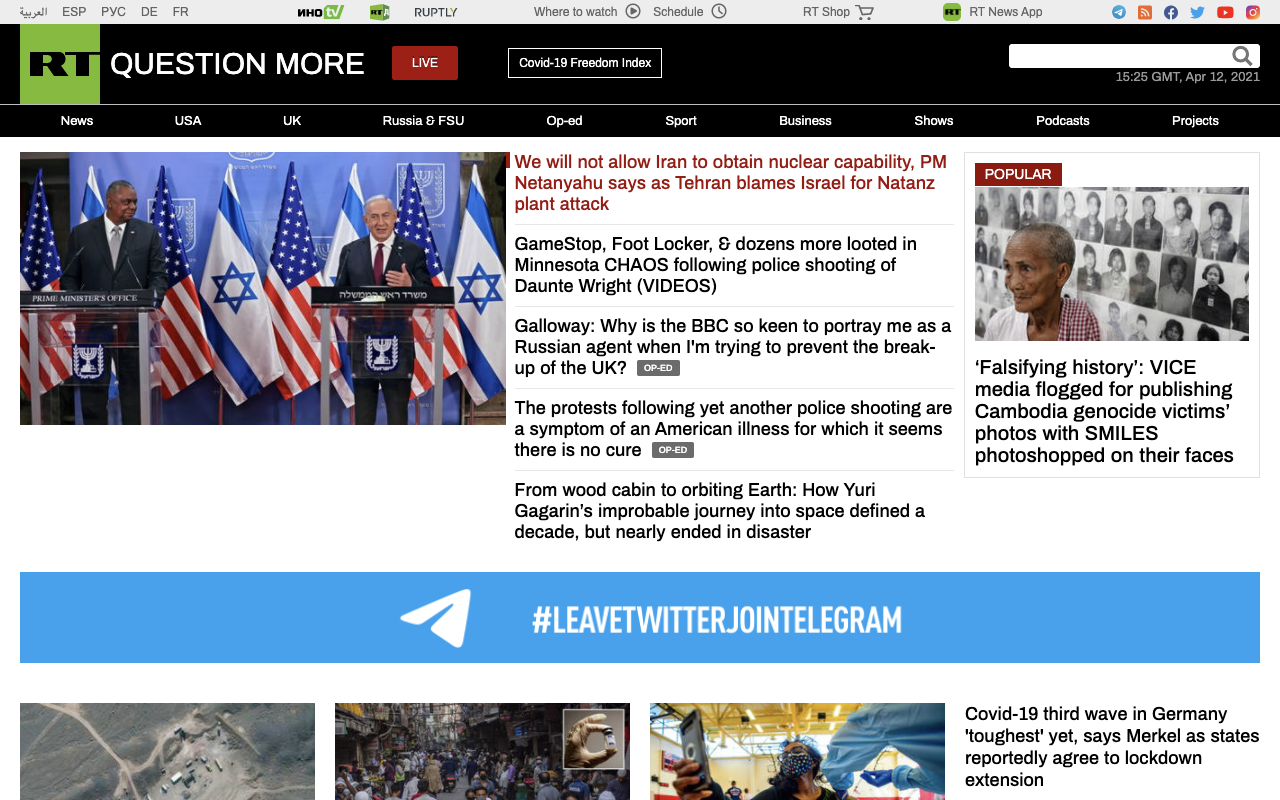 العربية ESP РУС DE FR ИНО tv RT Д RUPTLY Where to watch Schedule RT Shop RT RT News App
RT QUESTION MORE LIVE Covid-19 Freedom Index
15:25 GMT, Apr 12, 2021
News USA UK Russia & FSU Op-ed Sport Business Shows Podcasts Projects
PRIME MINISTER'S OFFICE
משרד ראש הממשלה
We will not allow Iran to obtain nuclear capability, PM
Netanyahu says as Tehran blames Israel for Natanz
plant attack
GameStop, Foot Locker, & dozens more looted in
Minnesota CHAOS following police shooting of
Daunte Wright (VIDEOS)
Galloway: Why is the BBC so keen to portray me as a
Russian agent when I'm trying to prevent the break-
up of the UK? OP-ED
The protests following yet another police shooting are
a symptom of an American illness for which it seems
there is no cure OP-ED
From wood cabin to orbiting Earth: How Yuri
Gagarin’s improbable journey into space defined a
decade, but nearly ended in disaster
POPULAR
‘Falsifying history’: VICE
media flogged for publishing
Cambodia genocide victims’
photos with SMILES
photoshopped on their faces
#LEAVETWITTERJOINTELEGRAM
Covid-19 third wave in Germany
'toughest' yet, says Merkel as states
reportedly agree to lockdown
extension